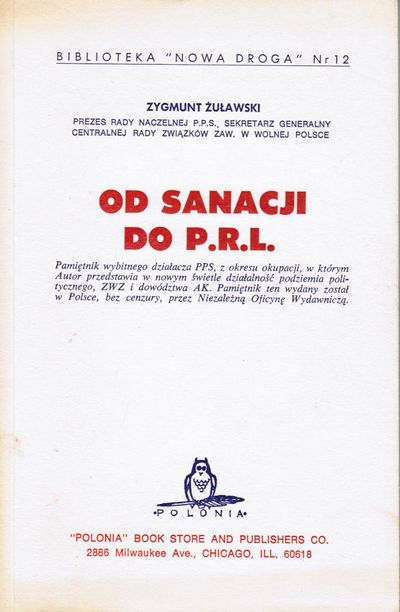 BIBLIOTEKA "NOWA DROGA" Nr 12
ZYGMUNT ŻUŁAWSKI
PREZES RADY NACZELNEJ P.P.S., SEKRETARZ GENERALNY
CENTRALNEJ RADY ZWIĄZKÓW ZAW. W WOLNEJ POLSCE
OD SANACJI
DO P.R.L.
Pamiętnik wybitnego działacza PPS, z okresu okupacji, w którym
Autor przedstawia w nowym świetle działalność podziemia poli-
tycznego, ZWZ i dowództwa AK. Pamiętnik ten wydany został
w Polsce, bez cenzury, przez Niezależną Oficynę Wydawniczą.
•POLONIA•
"POLONIA" BOOK STORE AND PUBLISHERS CO.
2886 Milwaukee Ave., CHICAGO, ILL, 60618